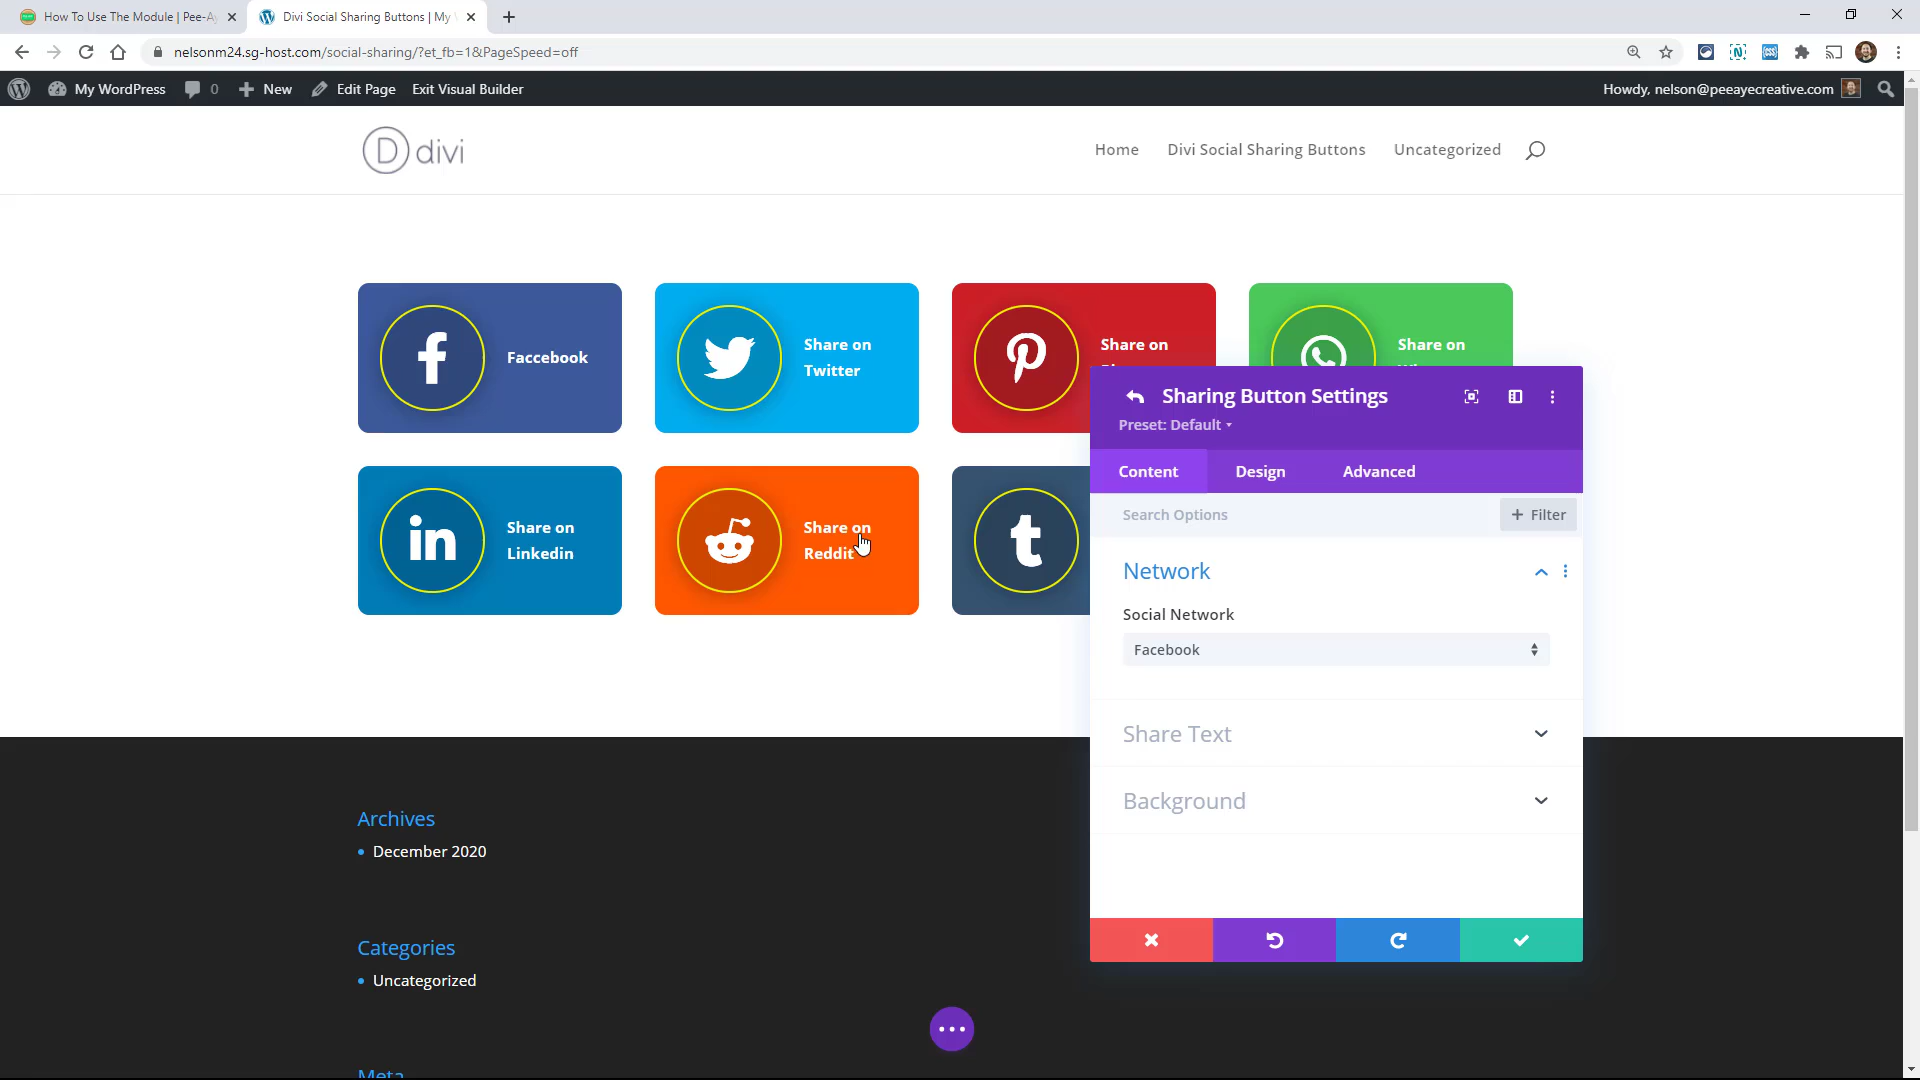 How To Use The Module | Pee-Ay
Divi Social Sharing Buttons | My
nelsonm24.sg-host.com/social-sharing/?et_fb=1&PageSpeed=off
My WordPress
0
New
Edit Page
Exit Visual Builder
Howdy, nelson@peeayecreative.com
D divi
Home
Divi Social Sharing Buttons
Uncategorized
Faccebook
Share on
Twitter
Share on
Share on
Share on
Linkedin
Share on
Reddit
Sharing Button Settings
Preset: Default
Content
Design
Advanced
Search Options
+ Filter
Network
Social Network
Facebook
Share Text
Background
Archives
December 2020
Categories
Uncategorized
Meta